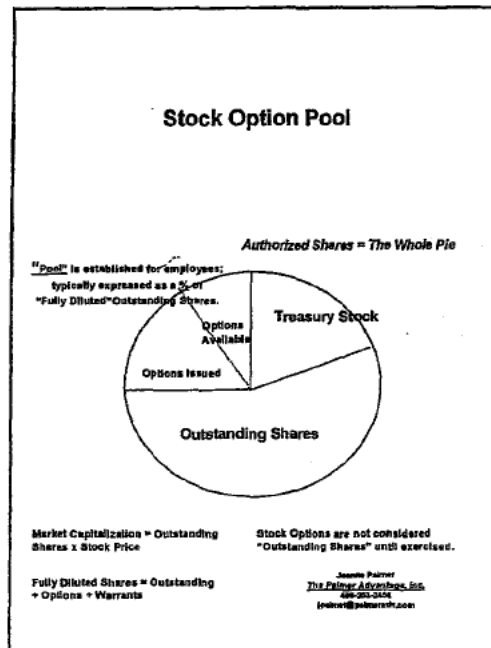 Stock Option Pool
Authorized Shares = The Whole Pie
"Pool" is established for employees;
typically expressed as a % of
"Fully Diluted" Outstanding Shares.
Options
Available
Treasury Stock
Options Issued
Outstanding Shares
Market Capitalization = Outstanding
Shares x Stock Price
Stock Options are not considered
"Outstanding Shares" until exercised.
Fully Diluted Shares = Outstanding
+ Options + Warrants
Jeanne Palmer
The Palmer Advantage, Inc.